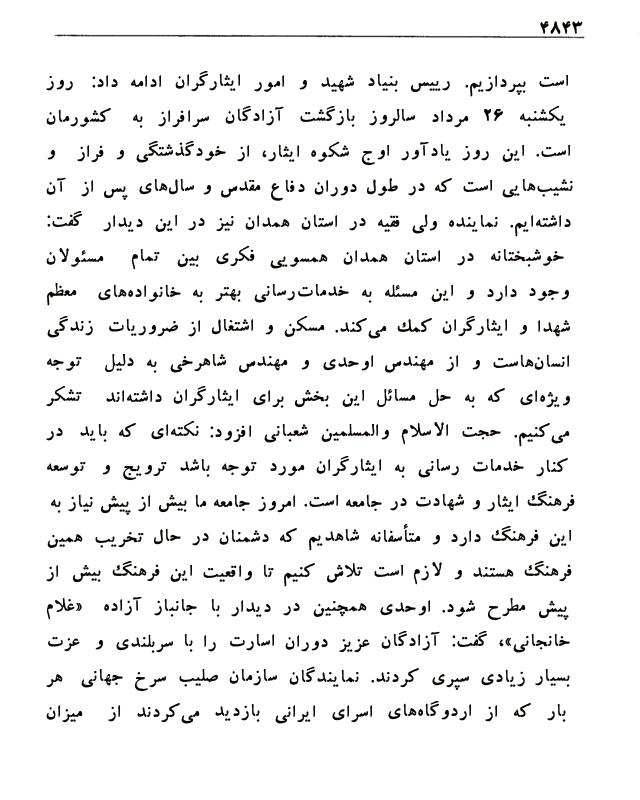 ۴۸۴۳
است بپردازیم. رییس بنیاد شهید و امور ایثارگران ادامه داد: روز
یکشنبه ۲۶ مرداد سالروز بازگشت آزادگان سرافراز به کشورمان
است. این روز یادآور اوج شکوه ایثار، از خودگذشتگی و فراز و
نشیب‌هایی است که در طول دوران دفاع مقدس و سال‌های پس از آن
داشته‌ایم. نماینده ولی فقیه در استان همدان نیز در این دیدار گفت:
خوشبختانه در استان همدان همسویی فکری بین تمام مسئولان
وجود دارد و این مسئله به خدمات‌رسانی بهتر به خانواده‌های معظم
شهدا و ایثارگران کمك می‌کند. مسکن و اشتغال از ضروریات زندگی
انسان‌هاست و از مهندس اوحدی و مهندس شاهرخی به دلیل توجه
ویژه‌ای که به حل مسائل این بخش برای ایثارگران داشته‌اند تشکر
می‌کنیم. حجت الاسلام والمسلمین شعبانی افزود: نکته‌ای که باید در
کنار خدمات رسانی به ایثارگران مورد توجه باشد ترویج و توسعه
فرهنگ ایثار و شهادت در جامعه است. امروز جامعه ما بیش از پیش نیاز به
این فرهنگ دارد و متأسفانه شاهدیم که دشمنان در حال تخریب همین
فرهنگ هستند و لازم است تلاش کنیم تا واقعیت این فرهنگ بیش از
پیش مطرح شود. اوحدی همچنین در دیدار با جانباز آزاده «غلام
خانجانی»، گفت: آزادگان عزیز دوران اسارت را با سربلندی و عزت
بسیار زیادی سپری کردند. نمایندگان سازمان صلیب سرخ جهانی هر
بار که از اردوگاه‌های اسرای ایرانی بازدید می‌کردند از میزان